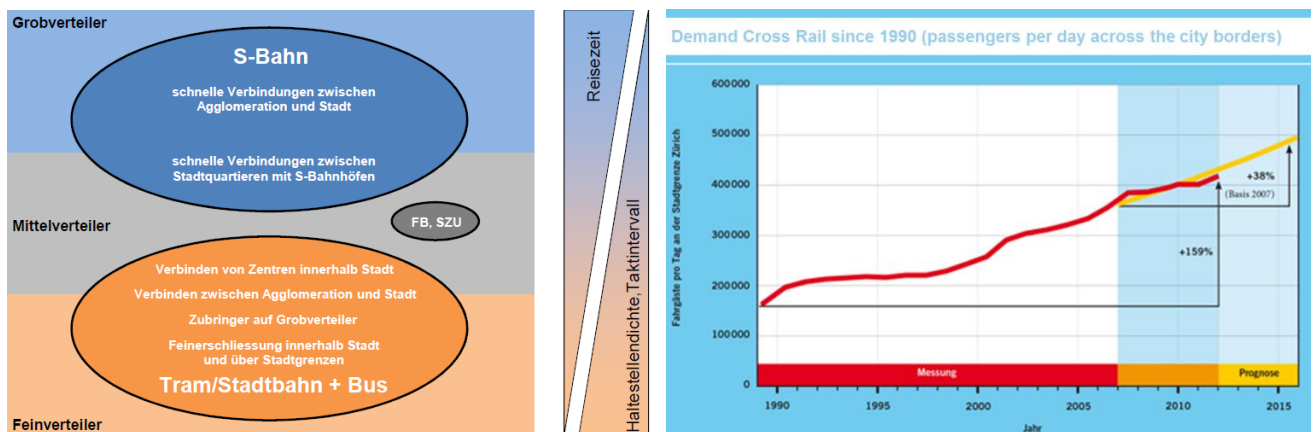 Grobverteiler
S-Bahn
schnelle Verbindungen zwischen
Agglomeration und Stadt
schnelle Verbindungen zwischen
Stadtquartieren mit S-Bahnhöfen
Mittelverteiler
FB, SZU
Verbinden von Zentren innerhalb Stadt
Verbinden zwischen Agglomeration und Stadt
Zubringer auf Grobverteiler
Feinerschliessung innerhalb Stadt
und über Stadtgrenzen
Tram/Stadtbahn + Bus
Feinverteiler
Reisezeit
Haltestellendichte, Taktintervall
Demand Cross Rail since 1990 (passengers per day across the city borders)
Fahrgäste pro Tag an der Stadtgrenze Zürich
600000
500000
400000
300000
200000
100000
0
+38%
(Basis 2007)
+159%
Messung
Prognose
1990
1995
2000
2005
2010
2015
Jahr